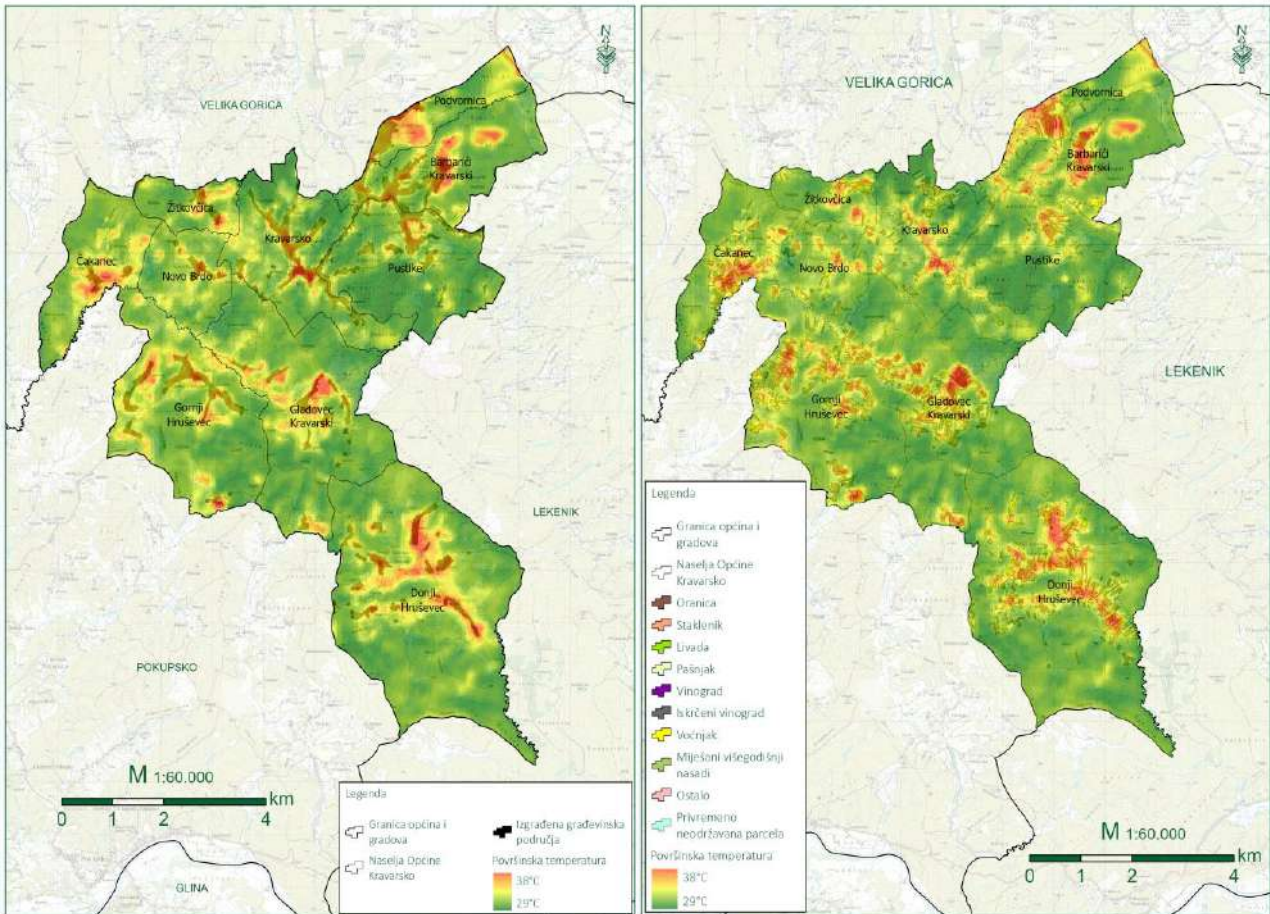 N
VELIKA GORICA
Podvornica
Barbarići
Kravarski
Žitkovčica
Kravarsko
Čakanec
Novo Brdo
Pustike
Gornji
Hruševec
Gladovec
Kravarski
LEKENIK
Donji
Hruševec
POKUPSKO
M 1:60.000
km
0 1 2 4
GLINA
Legenda
Granica općina i
gradova
Naselja Općine
Kravarsko
Izgrađena građevinska
područja
Površinska temperatura
38°C
29°C
N
VELIKA GORICA
Podvornica
Barbarići
Kravarski
Žitkovčica
Kravarsko
Čakanec
Novo Brdo
Pustike
LEKENIK
Gornji
Hruševec
Gladovec
Kravarski
Donji
Hruševec
Legenda
Granica općina i
gradova
Naselja Općine
Kravarsko
Oranica
Staklenik
Livada
Pašnjak
Vinograd
Iskrčeni vinograd
Voćnjak
Miješani višegodišnji
nasadi
Ostalo
Privremeno
neodržavana parcela
Površinska temperatura
38°C
29°C
M 1:60.000
km
0 1 2 4